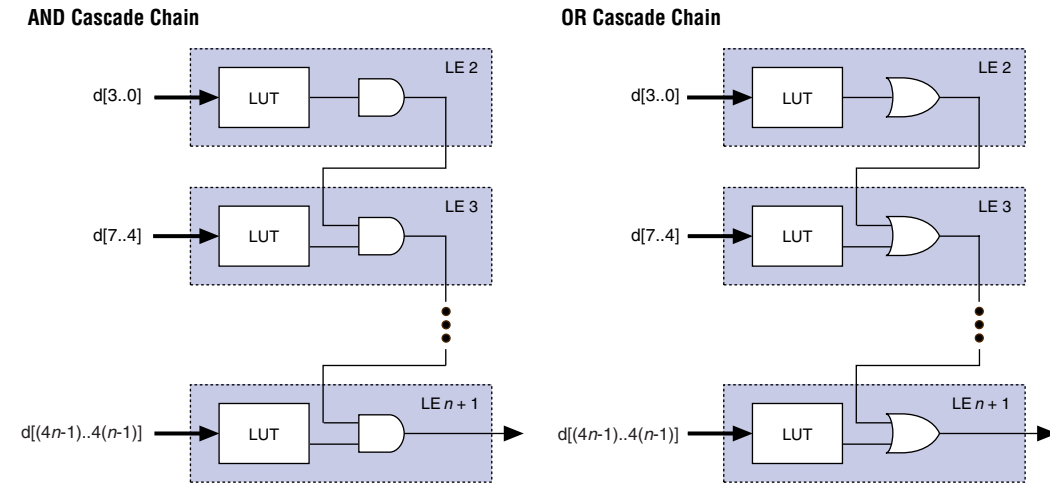 AND Cascade Chain
LE 2
d[3..0]
LUT
LE 3
d[7..4]
LUT
LE n + 1
d[(4n-1)..4(n-1)]
LUT
OR Cascade Chain
LE 2
d[3..0]
LUT
LE 3
d[7..4]
LUT
LE n + 1
d[(4n-1)..4(n-1)]
LUT